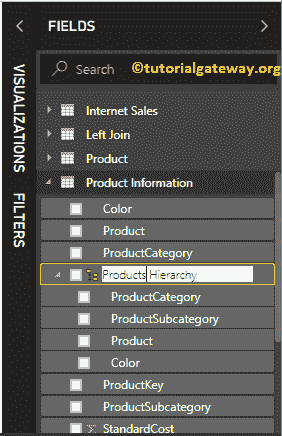 FIELDS
Search
©tutorialgateway.org
VISUALIZATIONS
FILTERS
Internet Sales
Left Join
Product
Product Information
Color
Product
ProductCategory
Products Hierarchy
ProductCategory
ProductSubcategory
Product
Color
ProductKey
ProductSubcategory
StandardCost